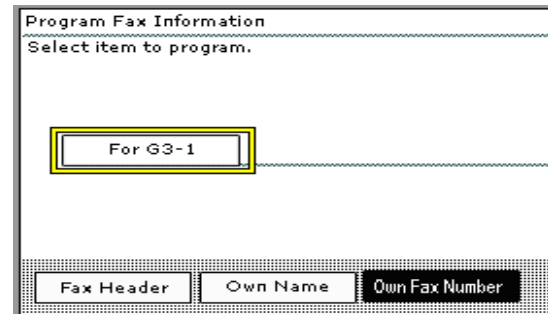 Program Fax Information
Select item to program.
For G3-1
Fax Header
Own Name
Own Fax Number